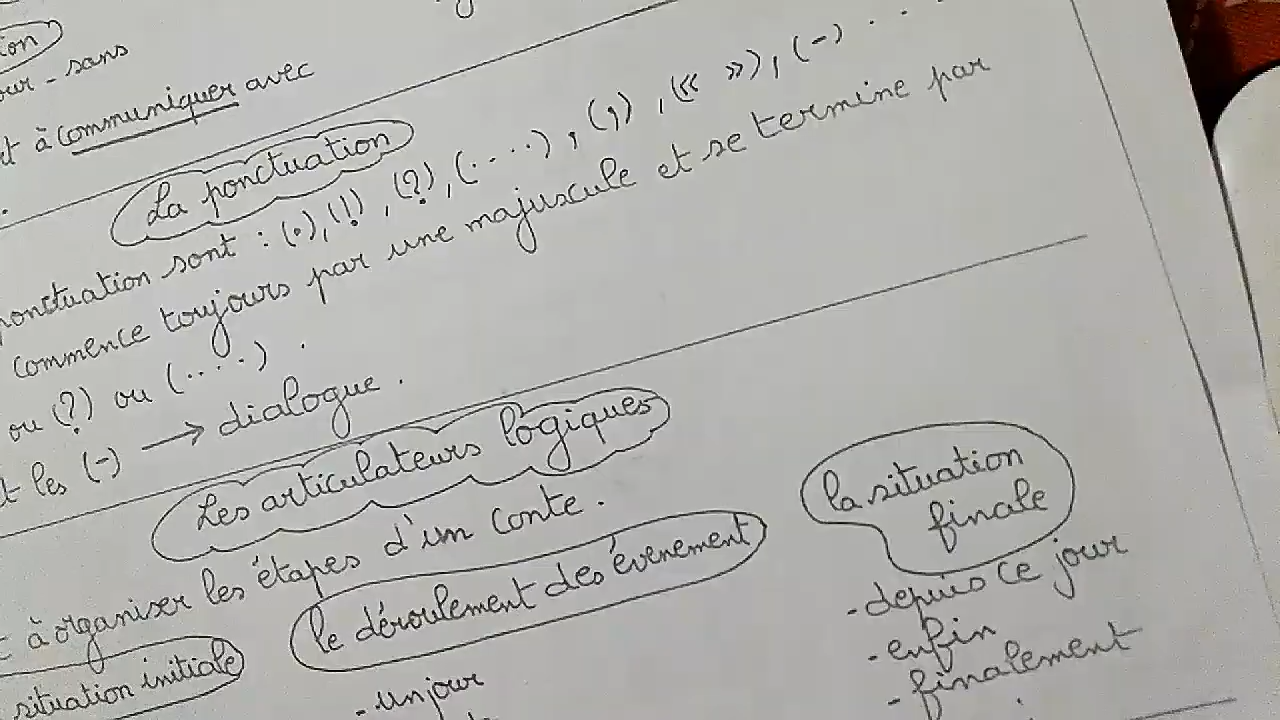 our - sans
à communiquer avec
La ponctuation
ponctuation sont : (.), (!), (?), (....), (,), (« »), (-) . . .
commence toujours par une majuscule et se termine par
ou (?) ou (....) .
les (-) → dialogue .
Les articulateurs logiques
à organiser les étapes d'un conte .
situation initiale
le déroulement des évenement
- un jour
la situation
finale
- depuis ce jour
- enfin
- finalement